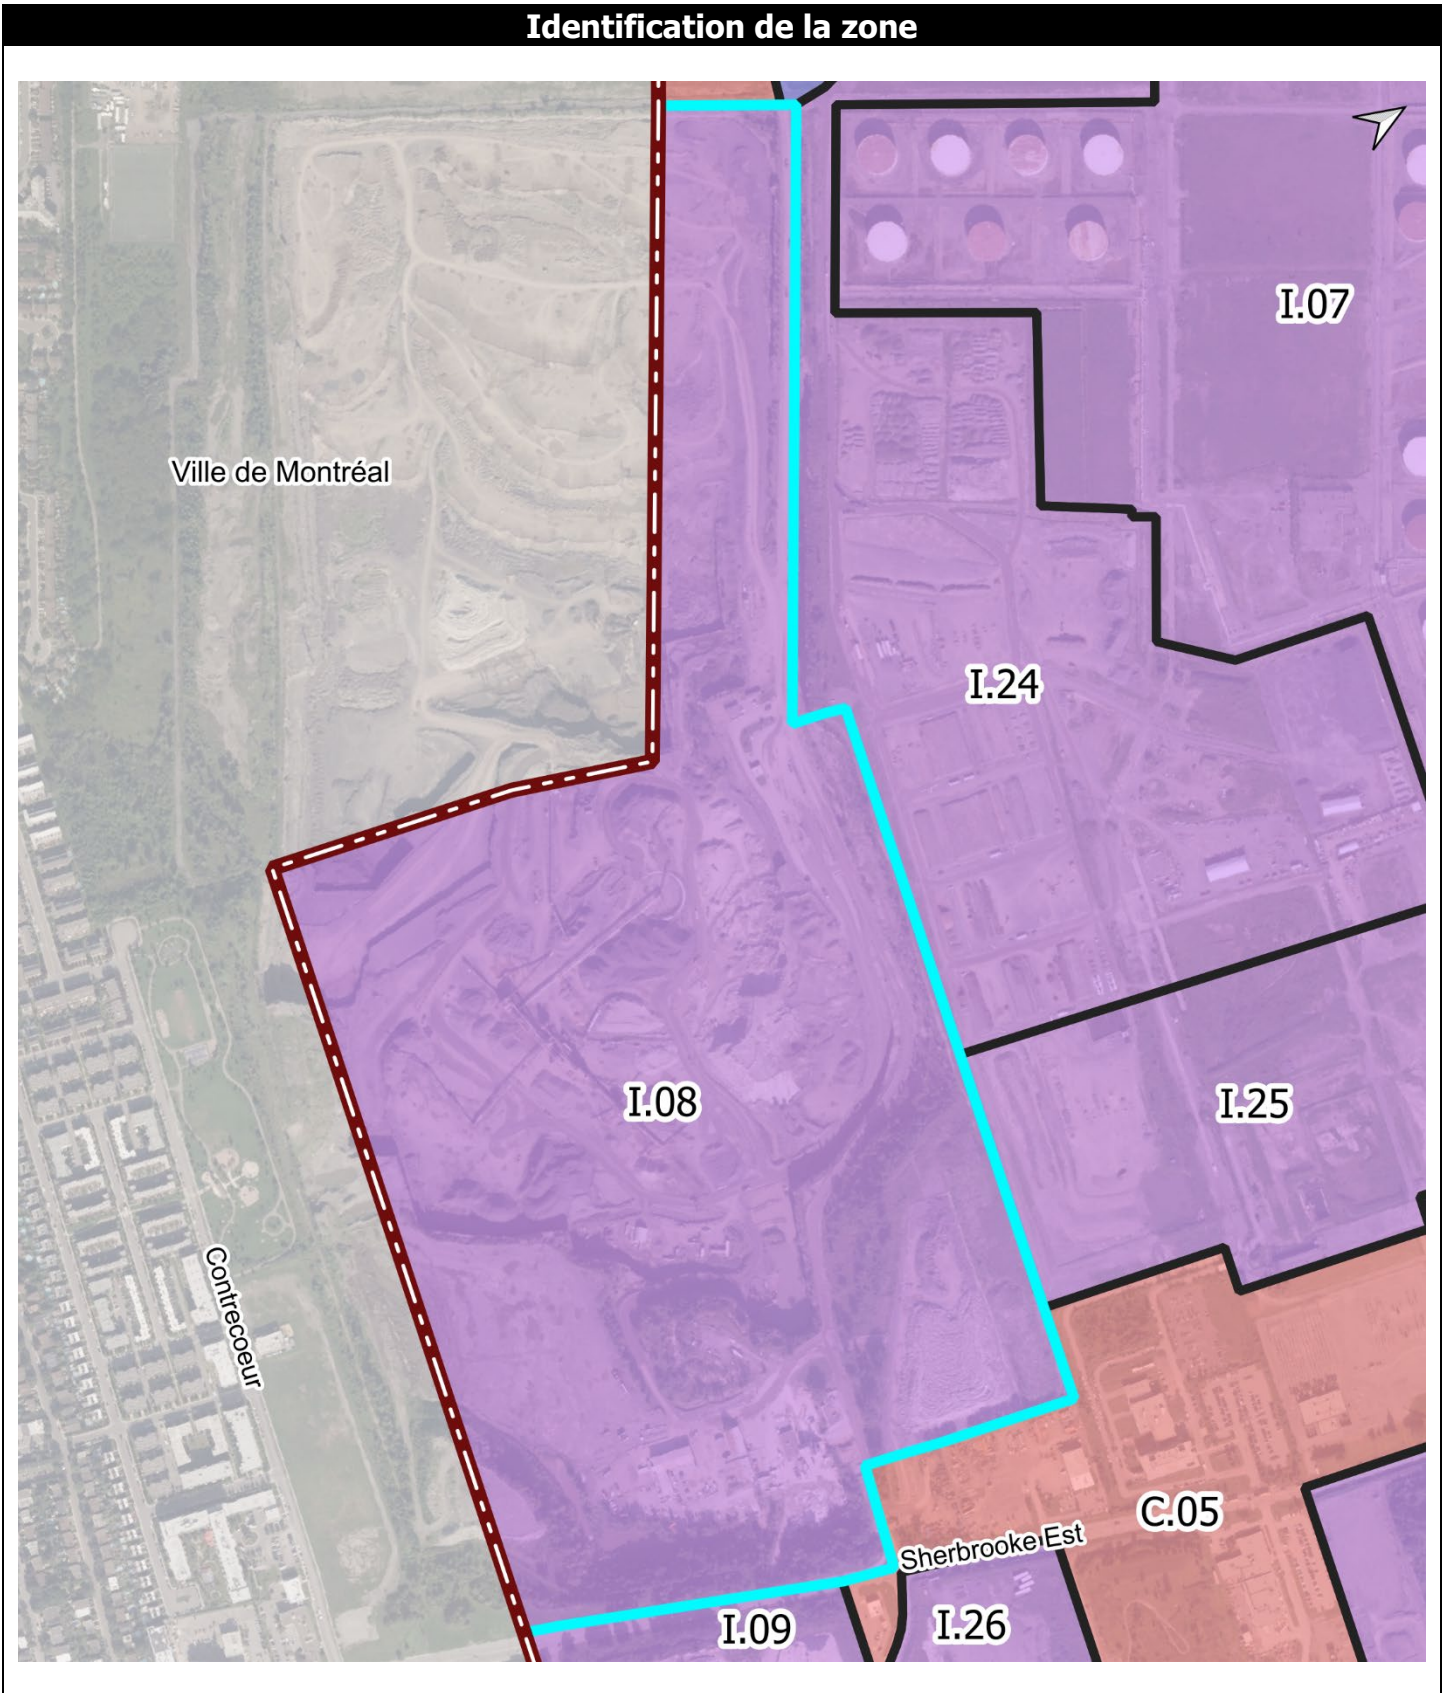 Identification de la zone
I.07
Ville de Montréal
I.24
I.08
I.25
Contrecoeur
C.05
Sherbrooke Est
I.09
I.26